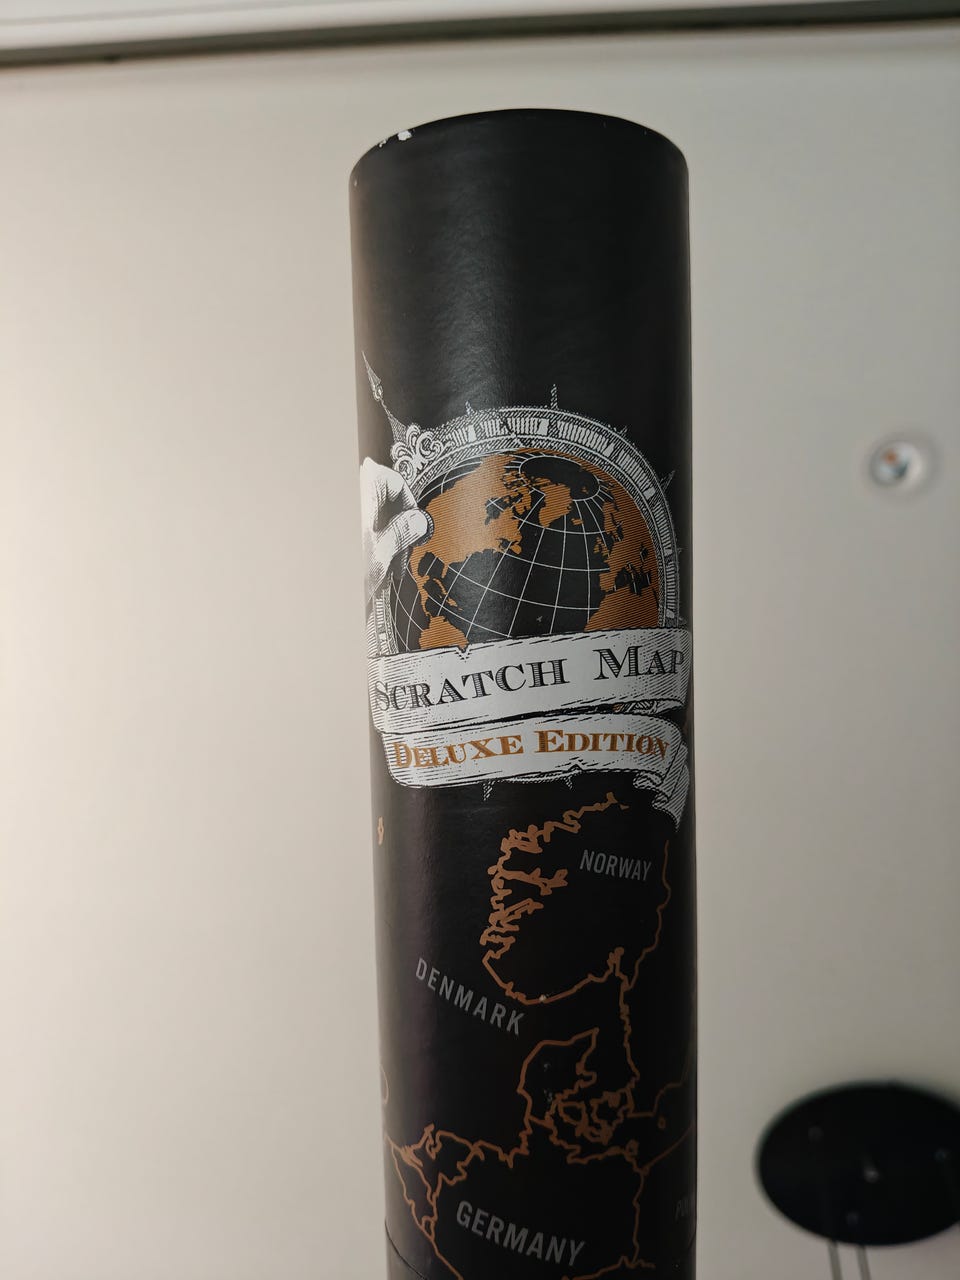 SCRATCH MAP
DELUXE EDITION
NORWAY
DENMARK
GERMANY